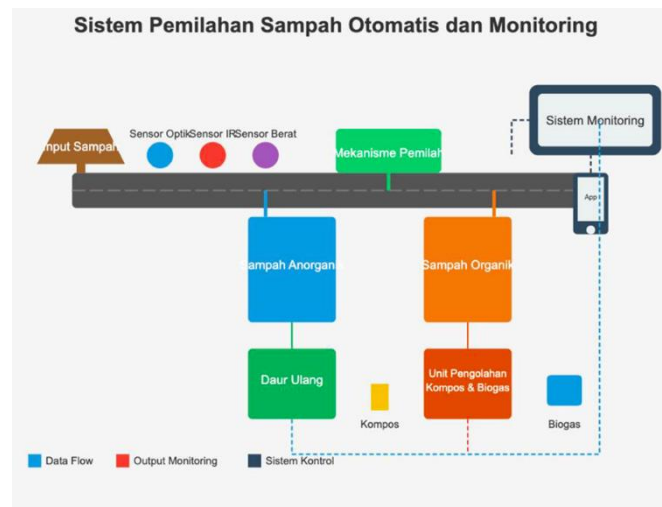 Sistem Pemilahan Sampah Otomatis dan Monitoring
Sistem Monitoring
Sensor Optik Sensor IR Sensor Berat
nput Sampah
Mekanisme Pemilah
App
Sampah Anorgani
Sampah Organik
Daur Ulang
Unit Pengolahan
Kompos & Biogas
Kompos
Biogas
Data Flow
Output Monitoring
Sistem Kontrol